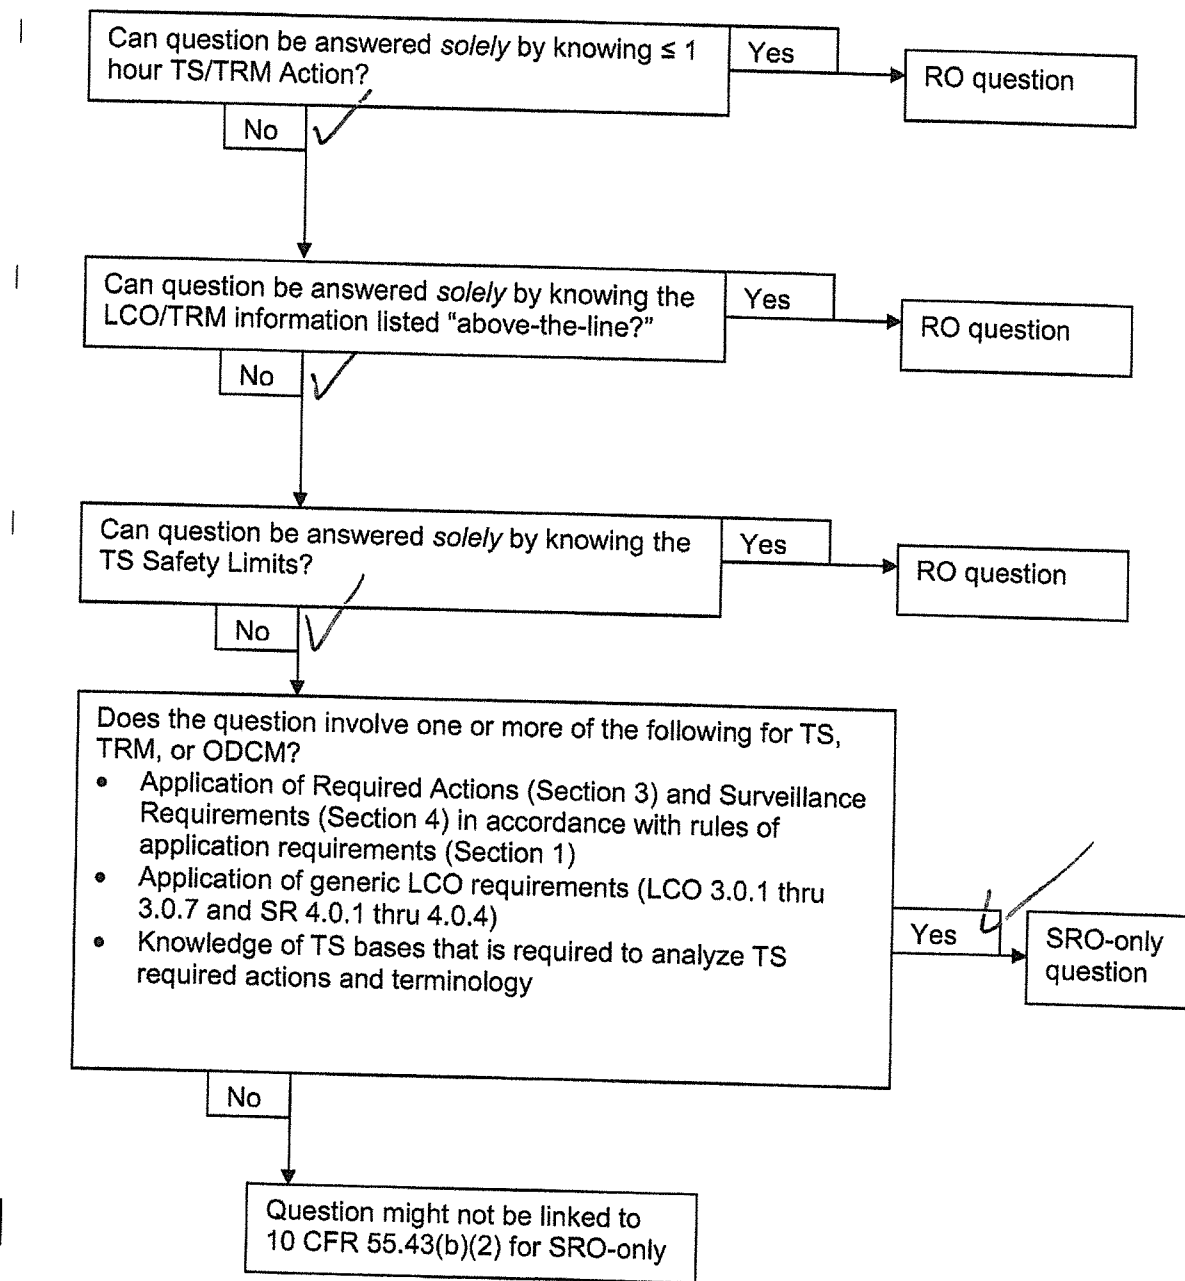 Can question be answered solely by knowing ≤ 1
hour TS/TRM Action?
Yes
RO question
No
Can question be answered solely by knowing the
LCO/TRM information listed "above-the-line?"
Yes
RO question
No
Can question be answered solely by knowing the
TS Safety Limits?
Yes
RO question
No
Does the question involve one or more of the following for TS,
TRM, or ODCM?
• Application of Required Actions (Section 3) and Surveillance
Requirements (Section 4) in accordance with rules of
application requirements (Section 1)
• Application of generic LCO requirements (LCO 3.0.1 thru
3.0.7 and SR 4.0.1 thru 4.0.4)
• Knowledge of TS bases that is required to analyze TS
required actions and terminology
Yes
SRO-only
question
No
Question might not be linked to
10 CFR 55.43(b)(2) for SRO-only